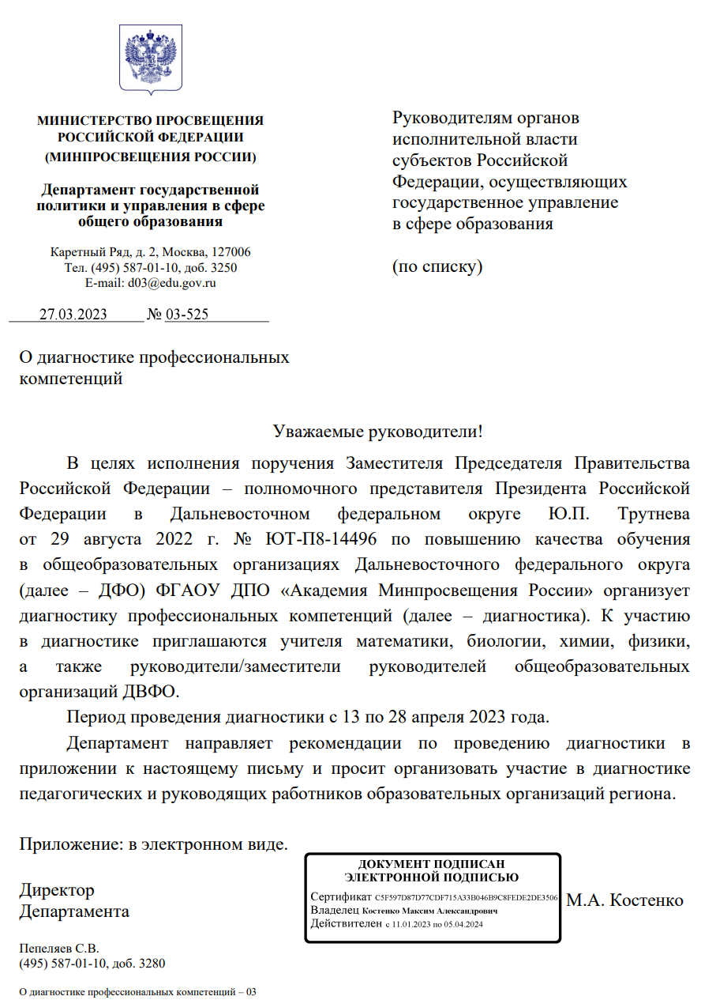 МИНИСТЕРСТВО ПРОСВЕЩЕНИЯ
РОССИЙСКОЙ ФЕДЕРАЦИИ
(МИНПРОСВЕЩЕНИЯ РОССИИ)
Департамент государственной
политики и управления в сфере
общего образования
Каретный Ряд, д. 2, Москва, 127006
Тел. (495) 587-01-10, доб. 3250
E-mail: d03@edu.gov.ru
27.03.2023 № 03-525
Руководителям органов
исполнительной власти
субъектов Российской
Федерации, осуществляющих
государственное управление
в сфере образования
(по списку)
О диагностике профессиональных
компетенций
Уважаемые руководители!
В целях исполнения поручения Заместителя Председателя Правительства
Российской Федерации – полномочного представителя Президента Российской
Федерации в Дальневосточном федеральном округе Ю.П. Трутнева
от 29 августа 2022 г. № ЮТ-П8-14496 по повышению качества обучения
в общеобразовательных организациях Дальневосточного федерального округа
(далее – ДФО) ФГАОУ ДПО «Академия Минпросвещения России» организует
диагностику профессиональных компетенций (далее – диагностика). К участию
в диагностике приглашаются учителя математики, биологии, химии, физики,
а также руководители/заместители руководителей общеобразовательных
организаций ДВФО.
Период проведения диагностики с 13 по 28 апреля 2023 года.
Департамент направляет рекомендации по проведению диагностики в
приложении к настоящему письму и просит организовать участие в диагностике
педагогических и руководящих работников образовательных организаций региона.
Приложение: в электронном виде.
Директор
Департамента
ДОКУМЕНТ ПОДПИСАН
ЭЛЕКТРОННОЙ ПОДПИСЬЮ
Сертификат C5F597D87D77CDF715A33B046B9C8FEDE2DE3506
Владелец Костенко Максим Александрович
Действителен с 11.01.2023 по 05.04.2024
М.А. Костенко
Пепеляев С.В.
(495) 587-01-10, доб. 3280
О диагностике профессиональных компетенций – 03